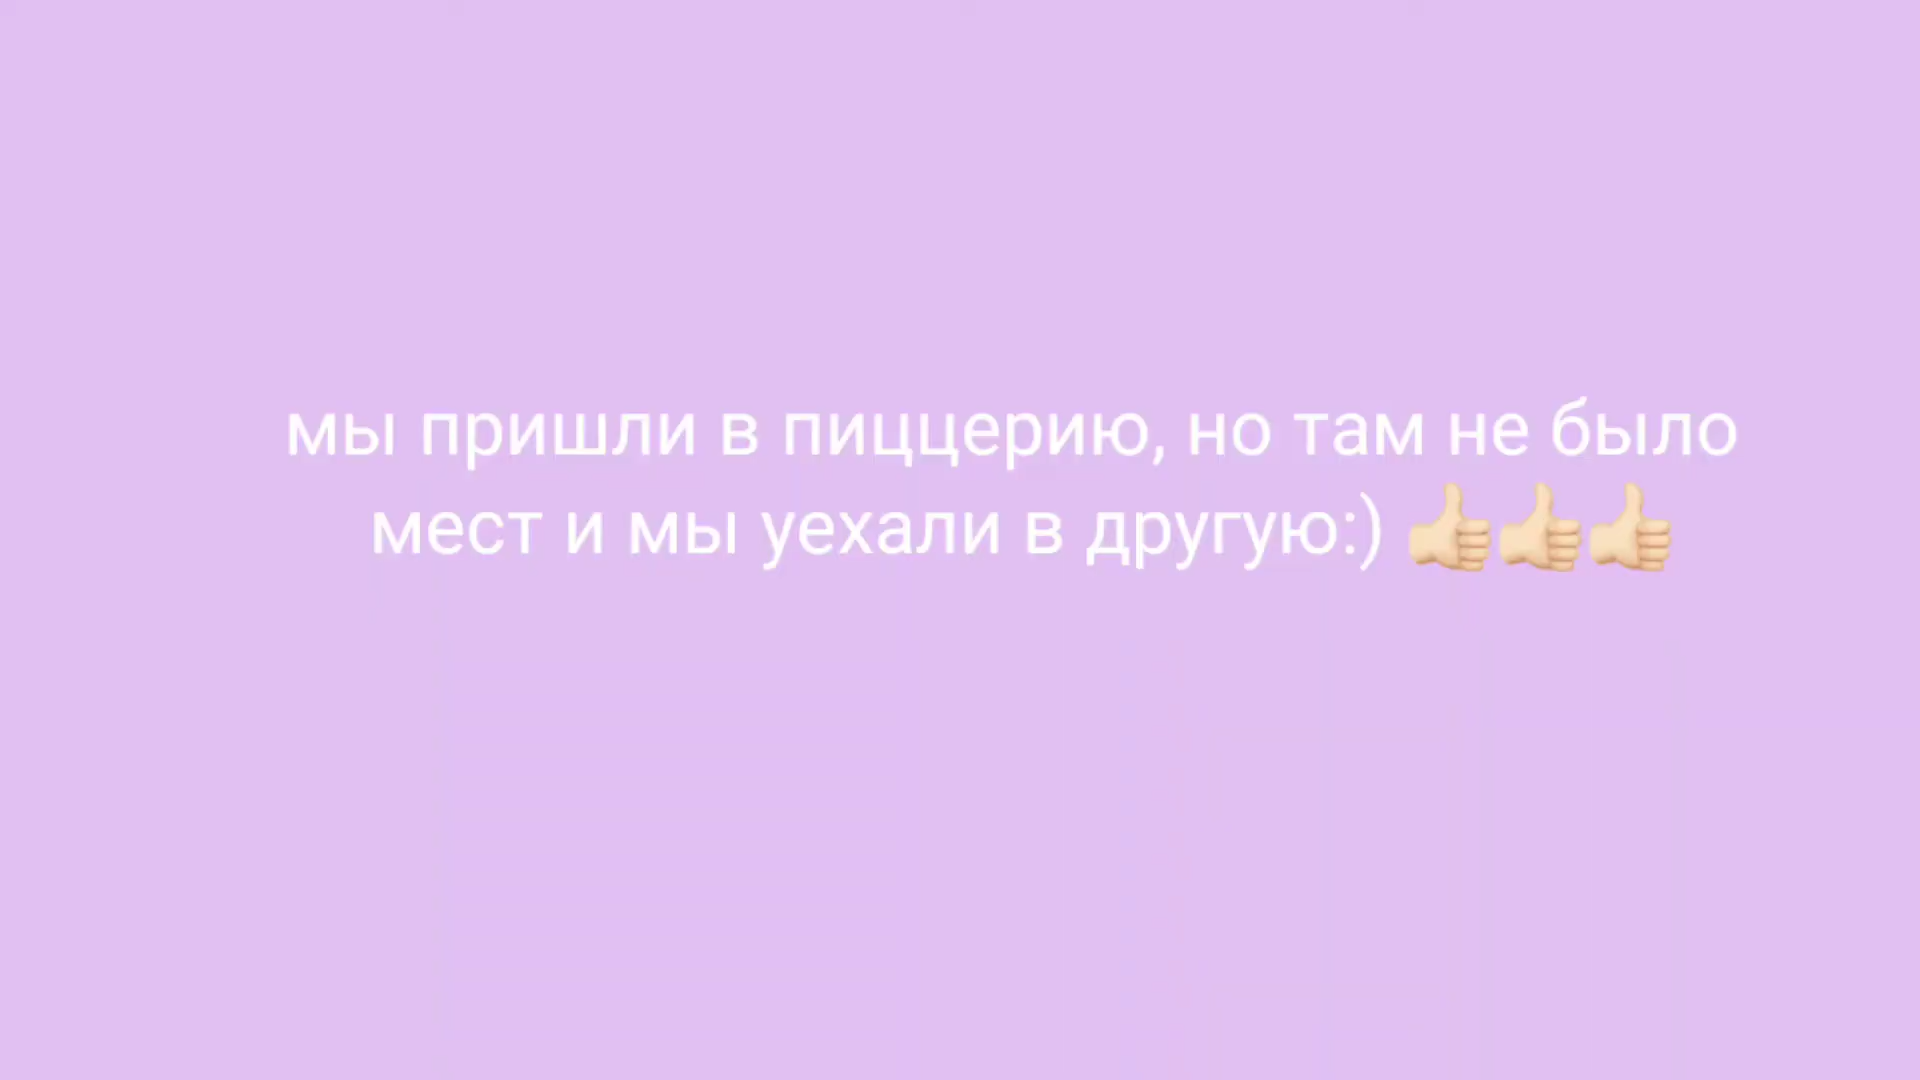 мы пришли в пиццерию, но там не было
мест и мы уехали в другую:) 👍🏻👍🏻👍🏻